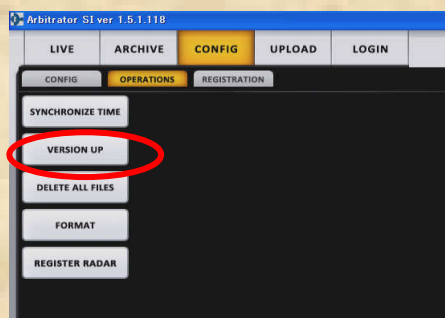 Arbitrator SI ver 1.5.1.118
LIVE ARCHIVE CONFIG UPLOAD LOGIN
CONFIG OPERATIONS REGISTRATION
SYNCHRONIZE TIME
VERSION UP
DELETE ALL FILES
FORMAT
REGISTER RADAR